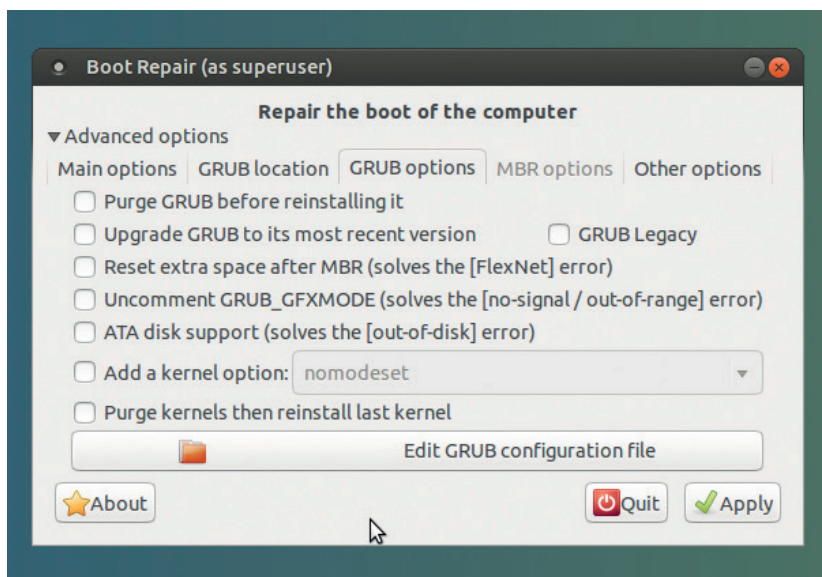 Boot Repair (as superuser)
Repair the boot of the computer
Advanced options
Main options GRUB location GRUB options MBR options Other options
Purge GRUB before reinstalling it
Upgrade GRUB to its most recent version GRUB Legacy
Reset extra space after MBR (solves the [FlexNet] error)
Uncomment GRUB_GFXMODE (solves the [no-signal / out-of-range] error)
ATA disk support (solves the [out-of-disk] error)
Add a kernel option: nomodeset
Purge kernels then reinstall last kernel
Edit GRUB configuration file
About Quit Apply